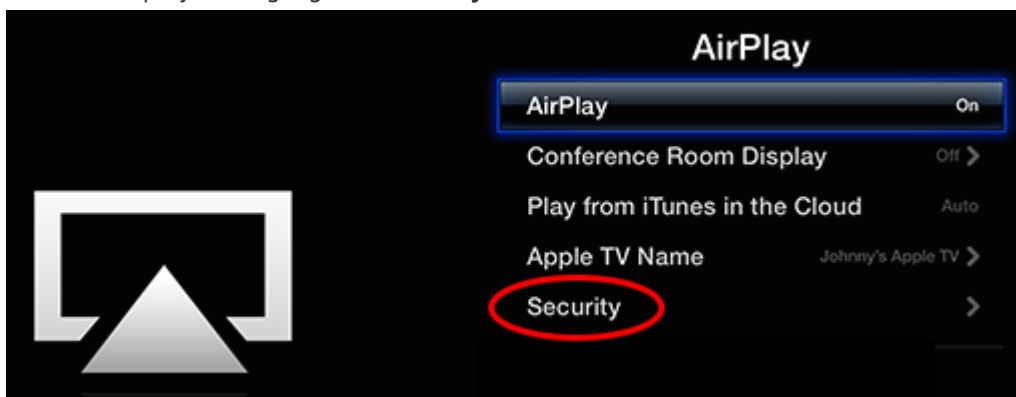 AirPlay
AirPlay On
Conference Room Display Off
Play from iTunes in the Cloud Auto
Apple TV Name Johnny's Apple TV
Security